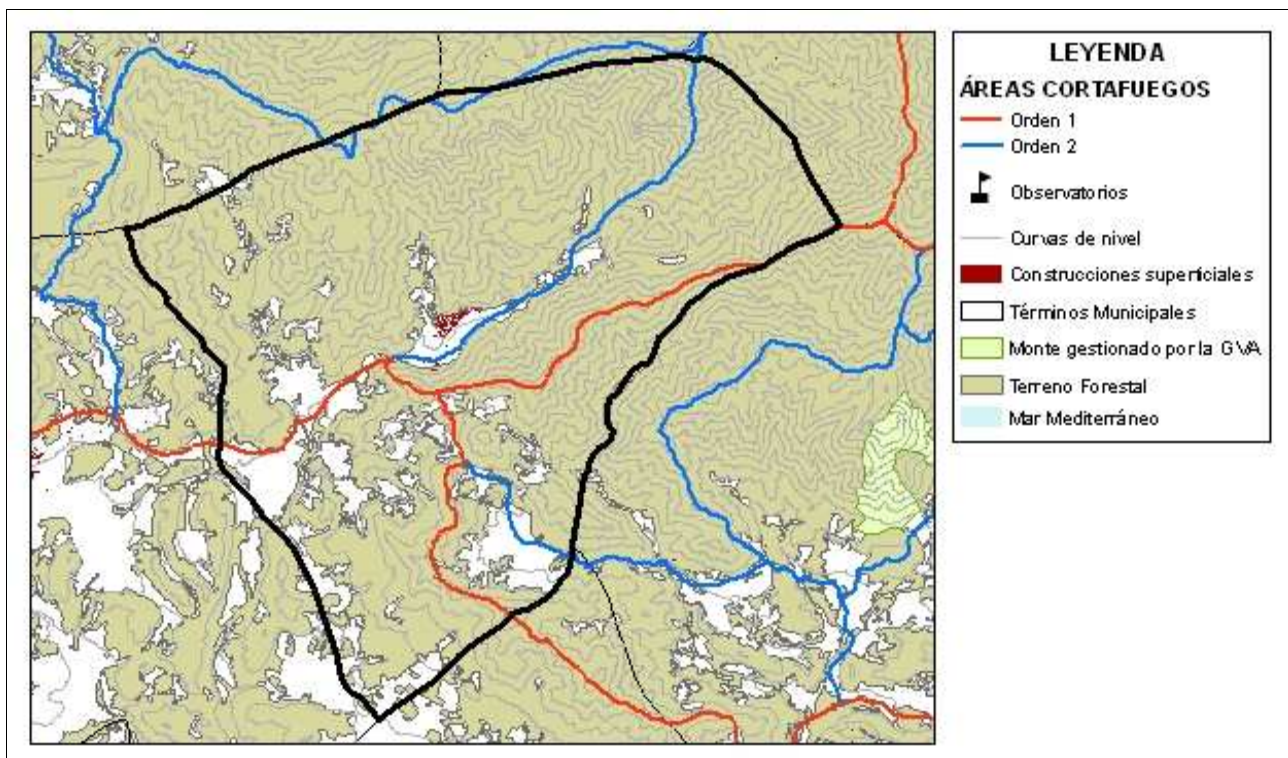 LEYENDA
ÁREAS CORTAFUEGOS
Orden 1
Orden 2
Observatorios
Curvas de nivel
Construcciones superficiales
Términos Municipales
Monte gestionado por la GVA
Terreno Forestal
Mar Mediterráneo